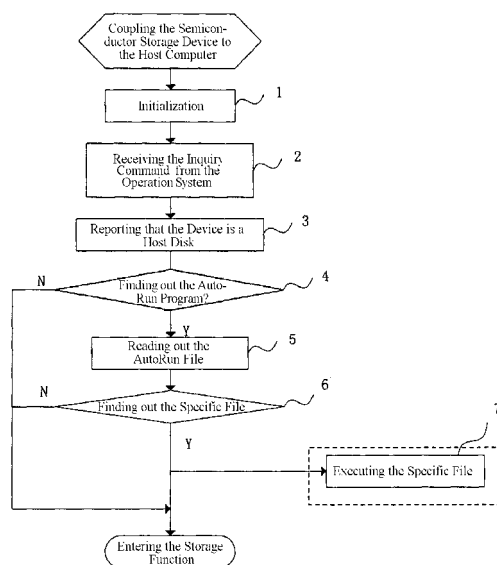 Coupling the Semicon-
ductor Storage Device to
the Host Computer
1
Initialization
2
Receiving the Inquiry
Command from the
Operation System
3
Reporting that the Device is a
Host Disk
N
4
Finding out the Auto-
Run Program?
Y
5
Reading out the
AutoRun File
6
N
Finding out the Specific File
7
Y
Executing the Specific File
Entering the Storage
Function